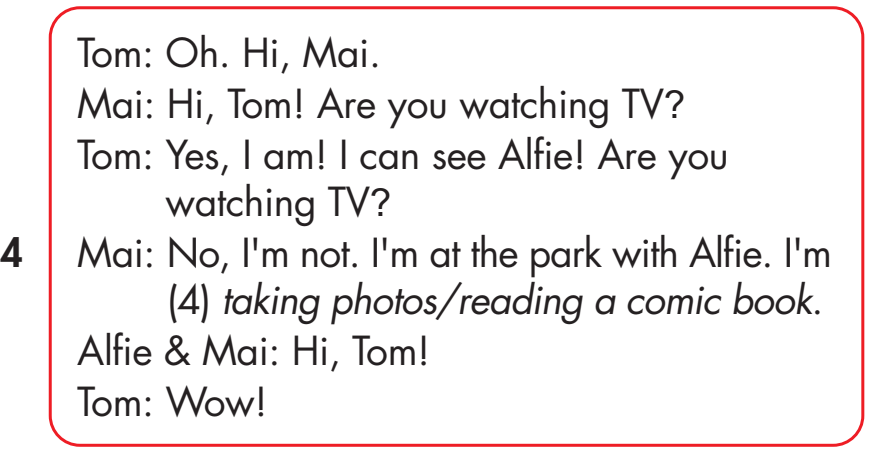 Tom: Oh. Hi, Mai.
Mai: Hi, Tom! Are you watching TV?
Tom: Yes, I am! I can see Alfie! Are you
watching TV?
4 Mai: No, I'm not. I'm at the park with Alfie. I'm
(4) taking photos/reading a comic book.
Alfie & Mai: Hi, Tom!
Tom: Wow!